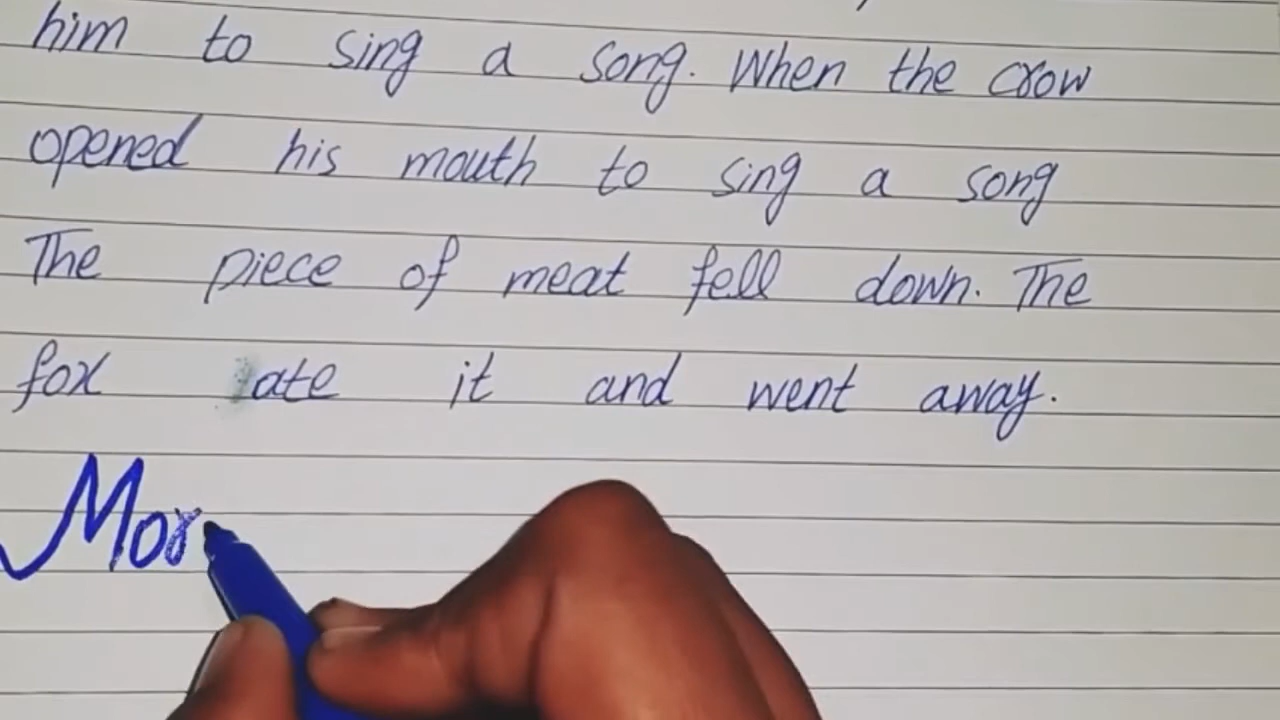 him to sing a song. When the crow
opened his mouth to sing a song
The piece of meat fell down. The
fox ate it and went away.
Mor